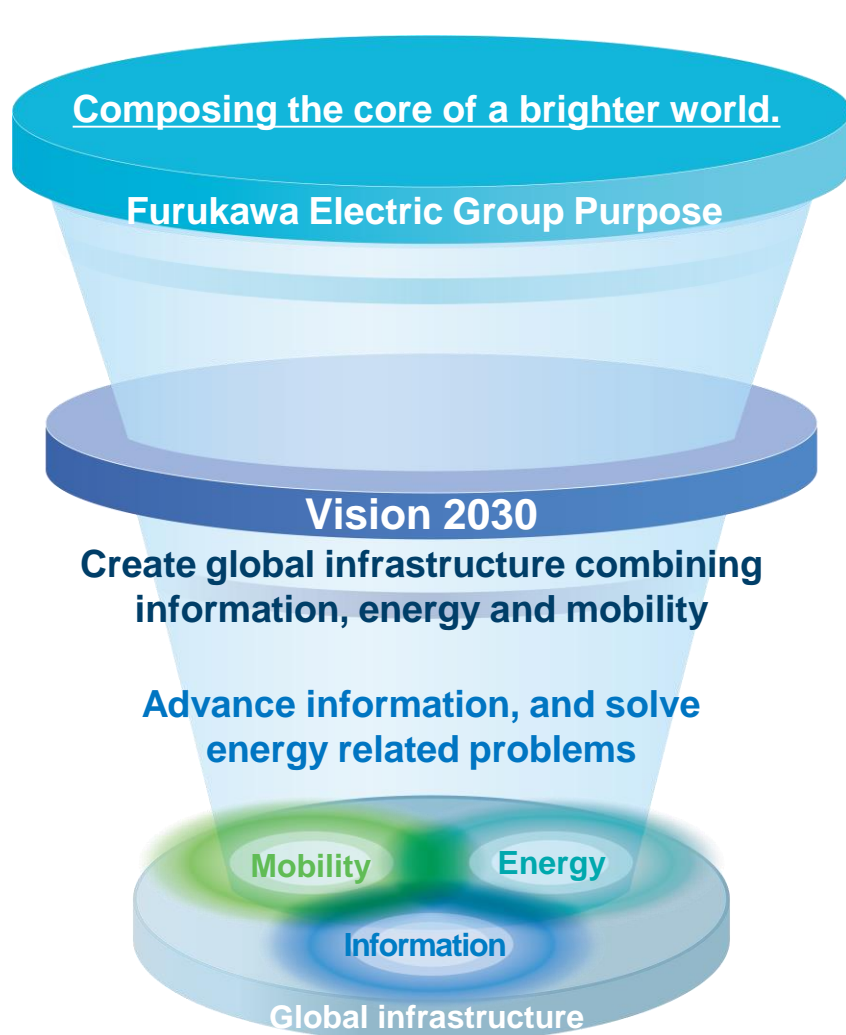 Composing the core of a brighter world.
Furukawa Electric Group Purpose
Vision 2030
Create global infrastructure combining
information, energy and mobility
Advance information, and solve
energy related problems
Mobility
Energy
Information
Global infrastructure